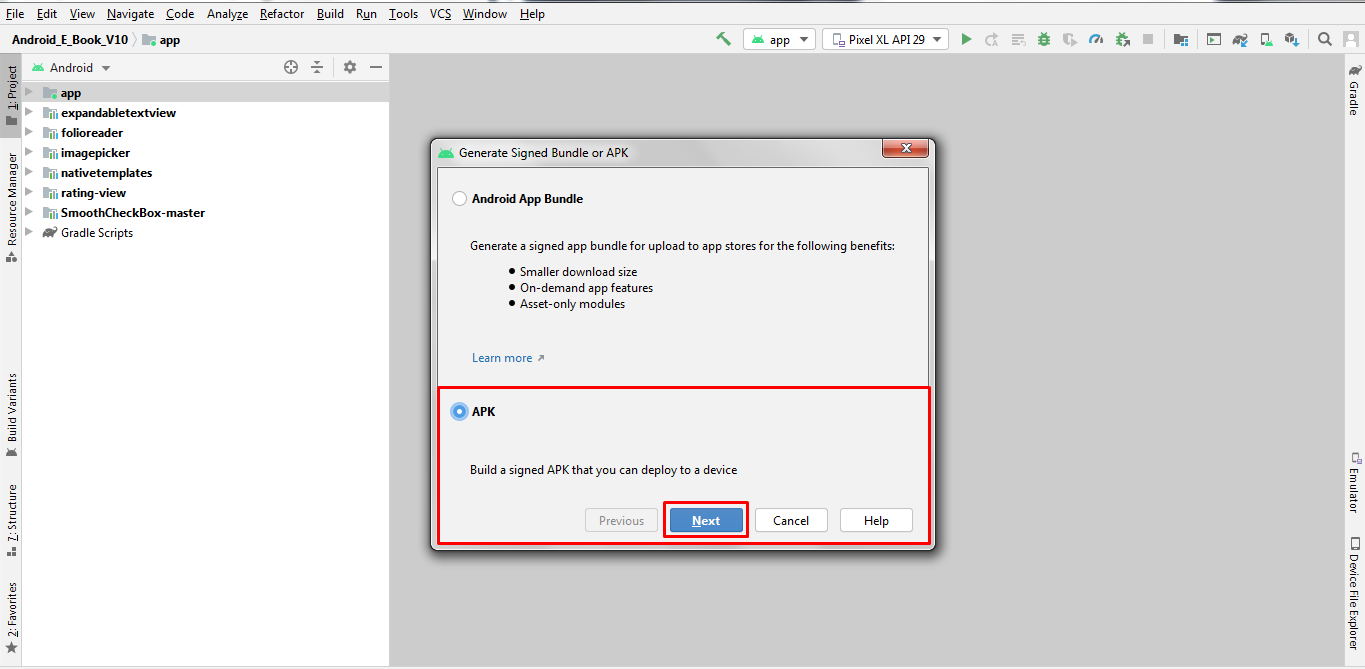 File Edit View Navigate Code Analyze Refactor Build Run Tools VCS Window Help
Android_E_Book_V10 app
app
Pixel XL API 29
1: Project
Resource Manager
Build Variants
7: Structure
2: Favorites
Android
app
expandabletextview
folioreader
imagepicker
nativetemplates
rating-view
SmoothCheckBox-master
Gradle Scripts
Generate Signed Bundle or APK
Android App Bundle
Generate a signed app bundle for upload to app stores for the following benefits:
• Smaller download size
• On-demand app features
• Asset-only modules
Learn more ↗
APK
Build a signed APK that you can deploy to a device
Previous Next Cancel Help
Gradle
Emulator
Device File Explorer